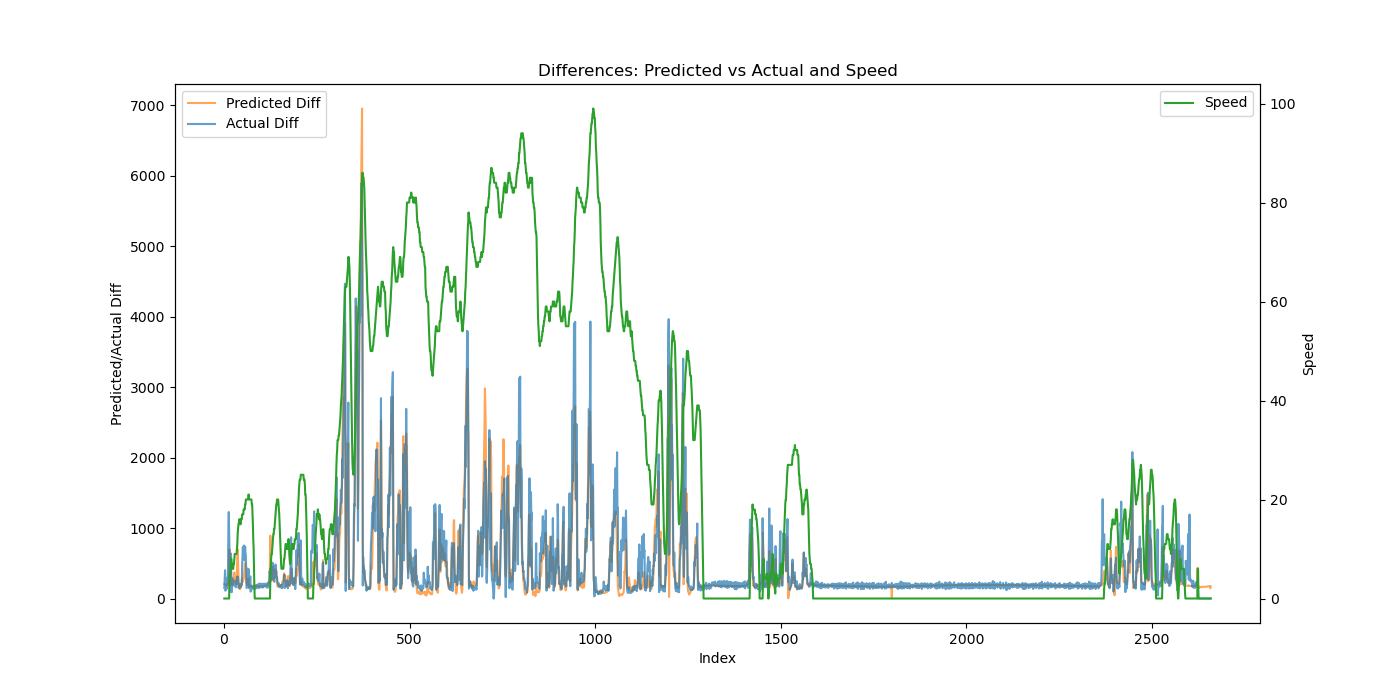 Differences: Predicted vs Actual and Speed
Predicted Diff
Actual Diff
Speed
7000
6000
5000
4000
3000
2000
1000
0
Predicted/Actual Diff
100
80
60
40
20
0
Speed
0 500 1000 1500 2000 2500
Index